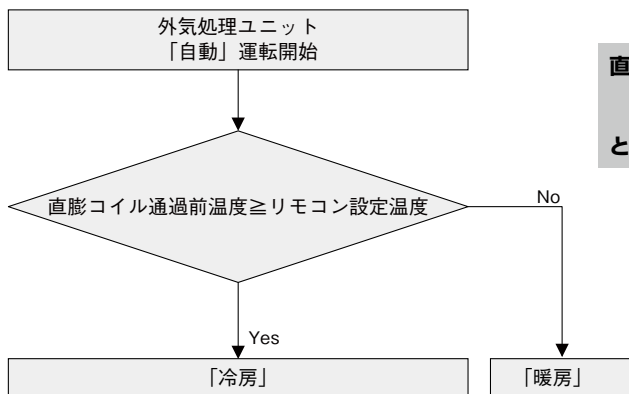 外気処理ユニット
「自動」運転開始
直
と
直膨コイル通過前温度≧リモコン設定温度
No
Yes
「冷房」
「暖房」